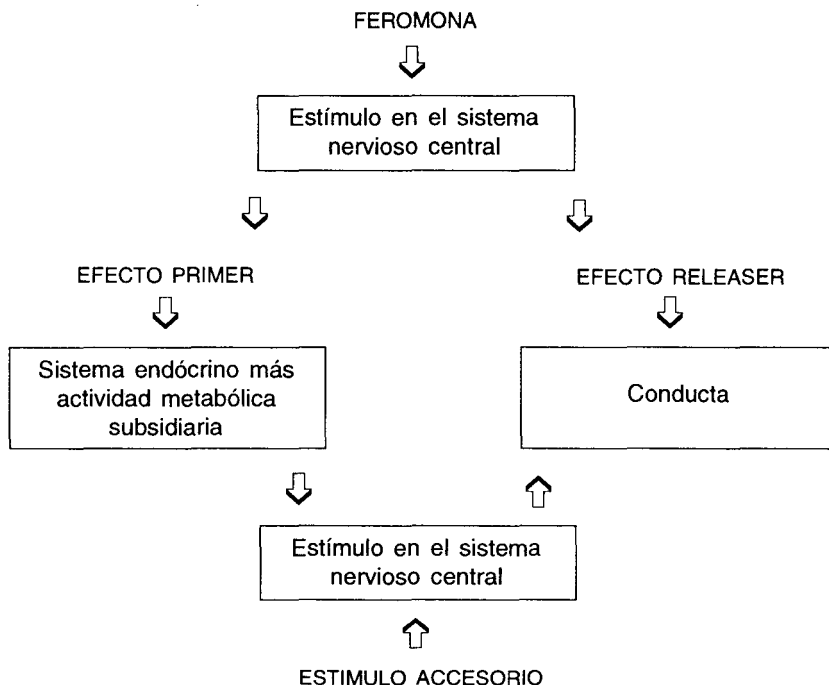 FEROMONA
Estímulo en el sistema
nervioso central
EFECTO PRIMER
EFECTO RELEASER
Sistema endócrino más
actividad metabólica
subsidiaria
Conducta
Estímulo en el sistema
nervioso central
ESTIMULO ACCESORIO